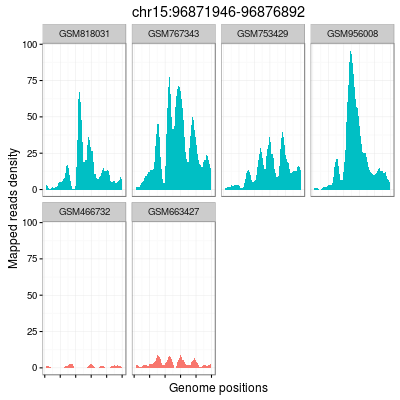 chr15:96871946-96876892
GSM818031 GSM767343 GSM753429 GSM956008
100
75
50
25
0
GSM466732 GSM663427
100
75
50
25
0
Mapped reads density
Genome positions